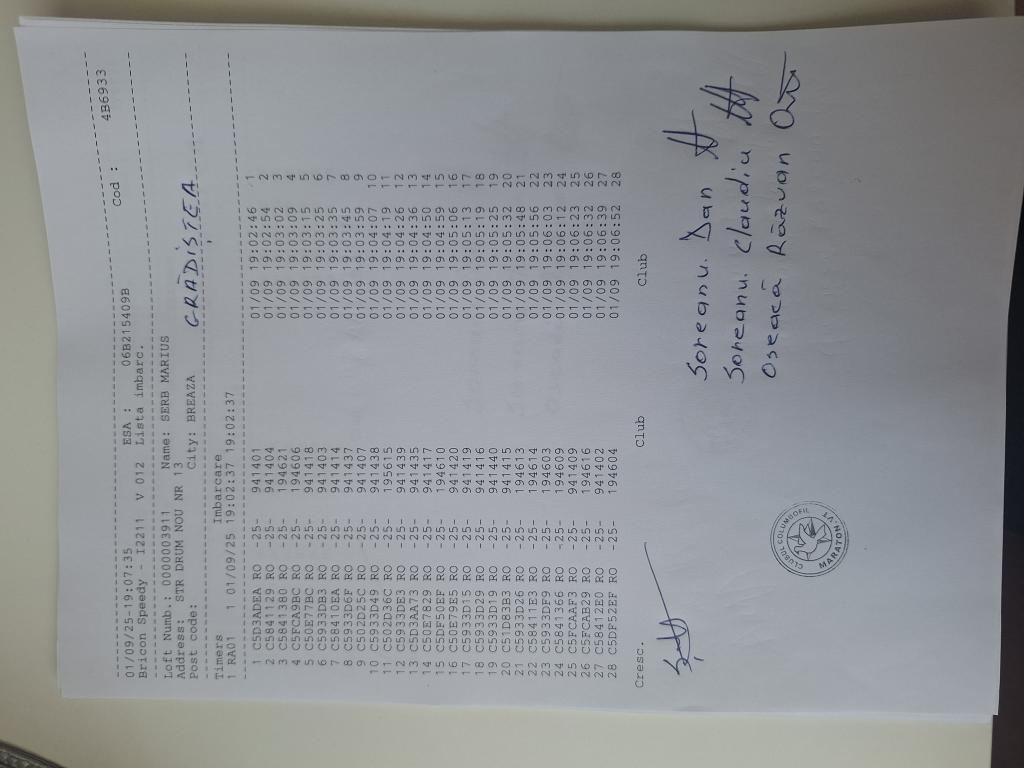 01/09/25-19:07:35 ESA : 06B215409B Cod : 4B6933
Bricon Speedy - I2211 V 012 Lista imbarc.
Loft Numb.: 0000003911 Name: SERB MARIUS
Address: STR DRUM NOU NR 13
Post code: City: BREAZA GRĂDIȘTEA
Timers Imbarcare
1 RA01 1 01/09/25 19:02:37 19:02:37
1 C5D3ADEA RO -25- 941401 01/09 19:02:46 1
2 C5841129 RO -25- 941404 01/09 19:02:54 2
3 C5841380 RO -25- 194621 01/09 19:03:02 3
4 C5FCA9BC RO -25- 194606 01/09 19:03:09 4
5 C50E77BC RO -25- 941418 01/09 19:03:15 5
6 C5933DB3 RO -25- 941403 01/09 19:03:25 6
7 C58410EA RO -25- 941414 01/09 19:03:35 7
8 C5933D6F RO -25- 941437 01/09 19:03:45 8
9 C502D25C RO -25- 941407 01/09 19:03:59 9
10 C5933D49 RO -25- 941438 01/09 19:04:07 10
11 C502D36C RO -25- 195615 01/09 19:04:19 11
12 C5933DE3 RO -25- 941439 01/09 19:04:26 12
13 C5D3AA73 RO -25- 941435 01/09 19:04:36 13
14 C50E7829 RO -25- 941417 01/09 19:04:50 14
15 C5DF50EF RO -25- 194610 01/09 19:04:59 15
16 C50E79E5 RO -25- 941420 01/09 19:05:06 16
17 C5933D15 RO -25- 941419 01/09 19:05:13 17
18 C5933D29 RO -25- 941416 01/09 19:05:19 18
19 C5933D19 RO -25- 941440 01/09 19:05:25 19
20 C51D83B3 RO -25- 941415 01/09 19:05:32 20
21 C5933D26 RO -25- 194613 01/09 19:05:48 21
22 C58411E3 RO -25- 194614 01/09 19:05:56 22
23 C5933DF9 RO -25- 194603 01/09 19:06:03 23
24 C5841366 RO -25- 194609 01/09 19:06:12 24
25 C5FCAAF3 RO -25- 941409 01/09 19:06:23 25
26 C5FCAB29 RO -25- 194616 01/09 19:06:32 26
27 C58412E0 RO -25- 941402 01/09 19:06:39 27
28 C5DF52EF RO -25- 194604 01/09 19:06:52 28
Cresc. Club Club
Soreanu. Dan
Soreanu. Claudiu
Oseacă Răzvan
CLUBUL COLUMBOFIL
MARATON